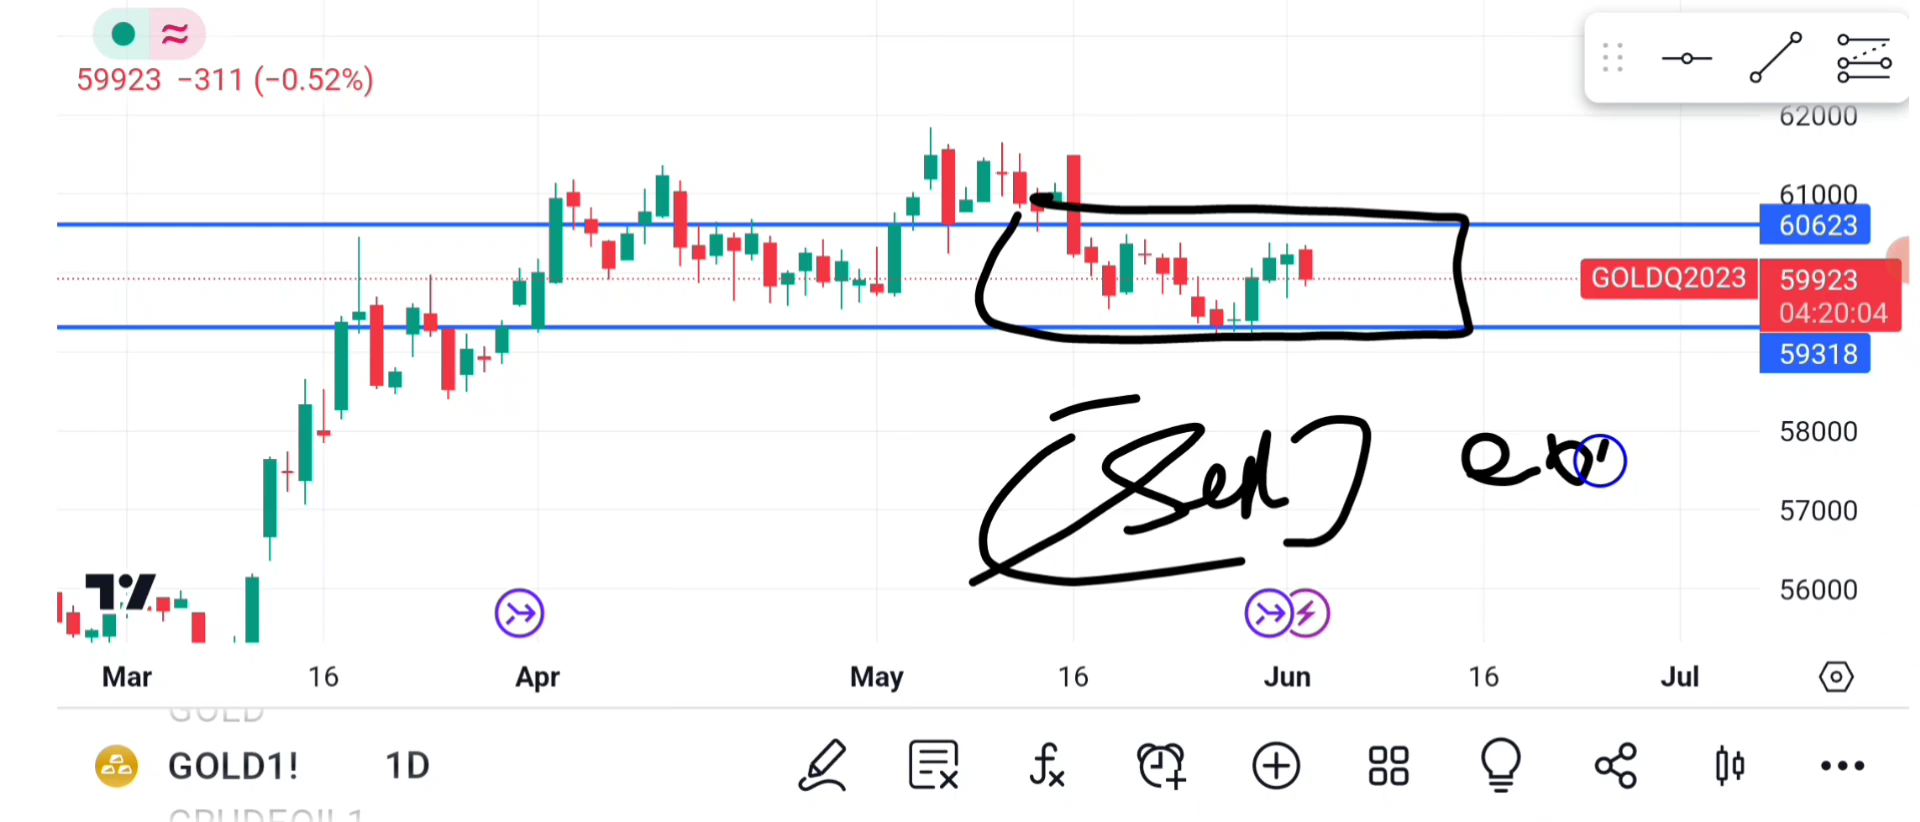 59923 −311 (−0.52%)
62000
61000
60623
GOLDQ2023 59923
04:20:04
59318
58000
57000
56000
Mar 16 Apr May 16 Jun 16 Jul
GOLD
GOLD1! 1D